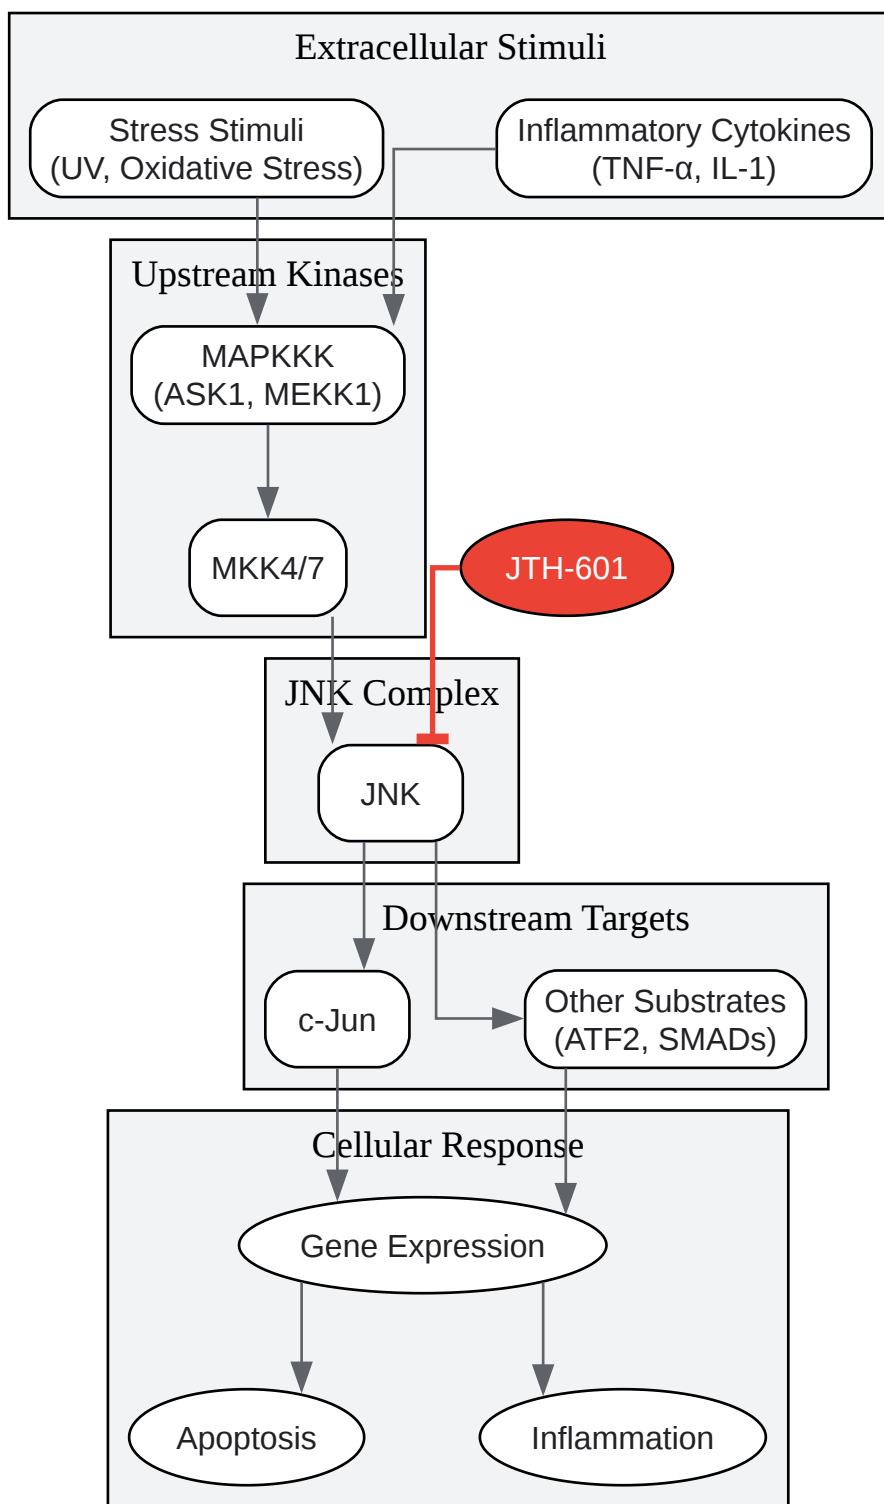 Extracellular Stimuli
Stress Stimuli
(UV, Oxidative Stress)
Inflammatory Cytokines
(TNF-α, IL-1)
Upstream Kinases
MAPKKK
(ASK1, MEKK1)
MKK4/7
JTH-601
JNK Complex
JNK
Downstream Targets
c-Jun
Other Substrates
(ATF2, SMADs)
Cellular Response
Gene Expression
Apoptosis
Inflammation